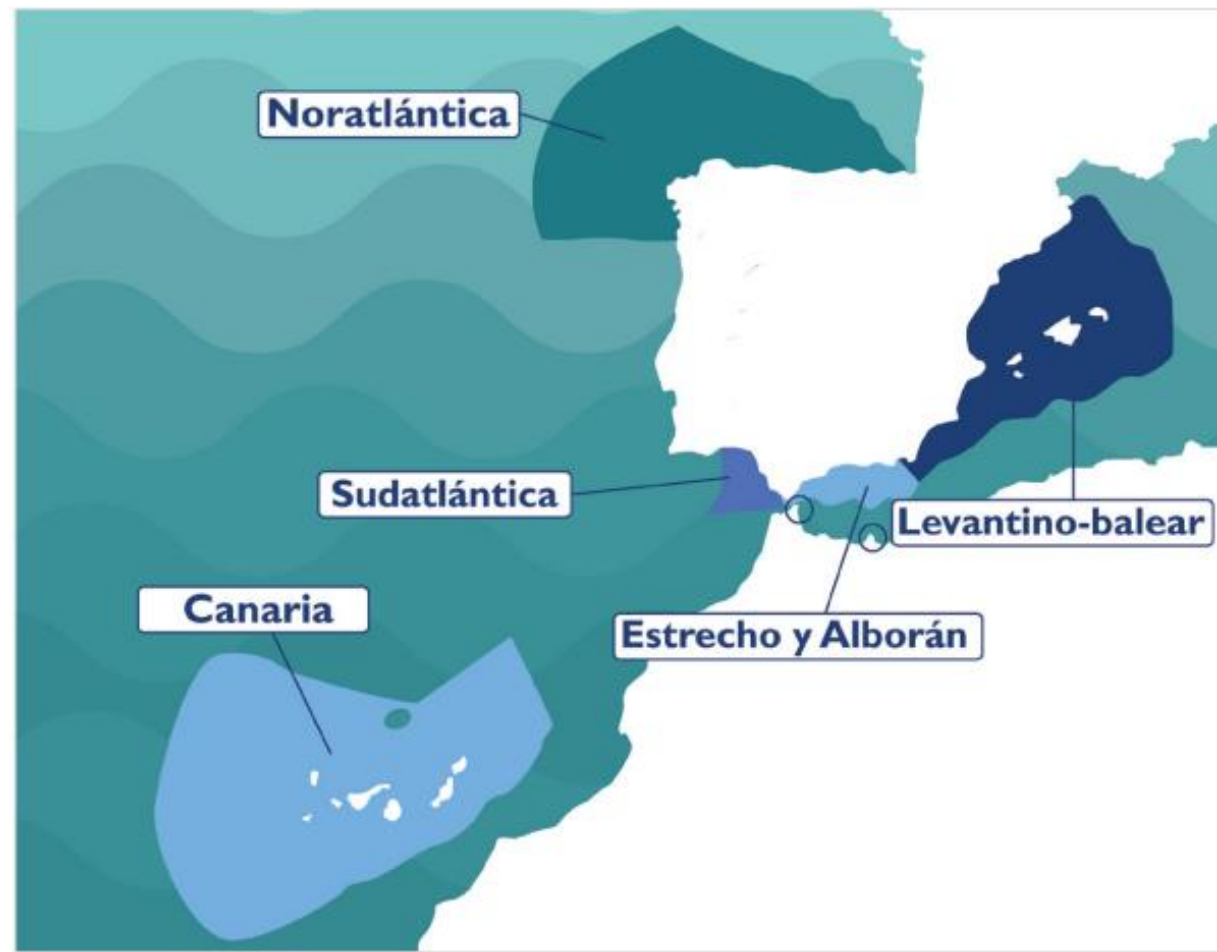 Noratlántica
Sudatlántica
Levantino-balear
Canaria
Estrecho y Alborán